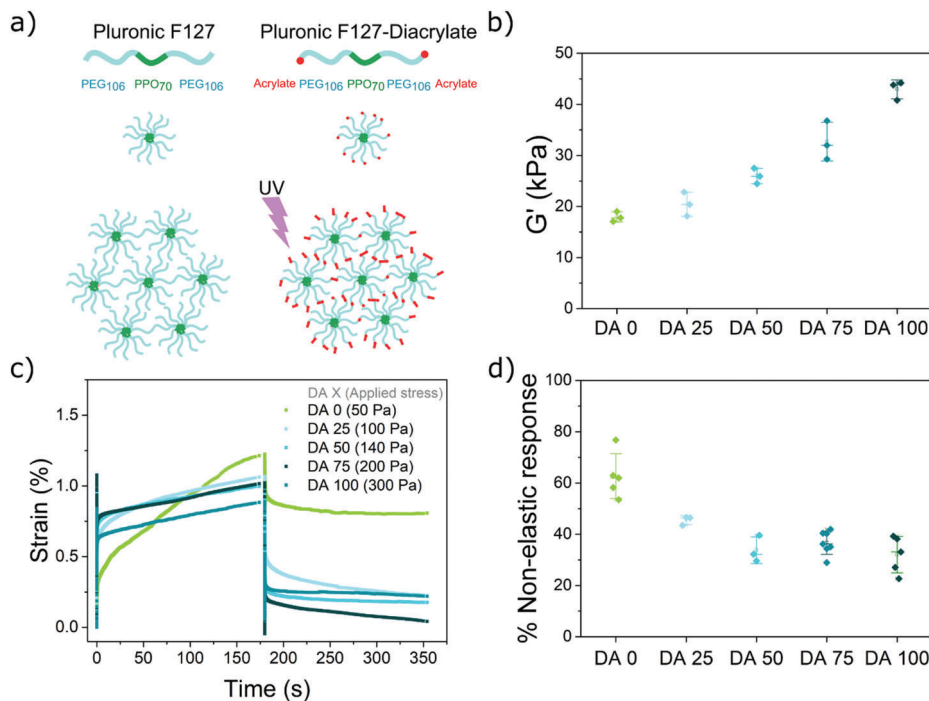 a)
Pluronic F127
Pluronic F127-Diacrylate
PEG106 PPO70 PEG106
Acrylate PEG106 PPO70 PEG106 Acrylate
UV
b)
G' (kPa)
50
40
30
20
10
0
DA 0 DA 25 DA 50 DA 75 DA 100
c)
DA X (Applied stress)
DA 0 (50 Pa)
DA 25 (100 Pa)
DA 50 (140 Pa)
DA 75 (200 Pa)
DA 100 (300 Pa)
Strain (%)
1.5
1.0
0.5
0.0
0 50 100 150 200 250 300 350
Time (s)
d)
% Non-elastic response
100
80
60
40
20
0
DA 0 DA 25 DA 50 DA 75 DA 100